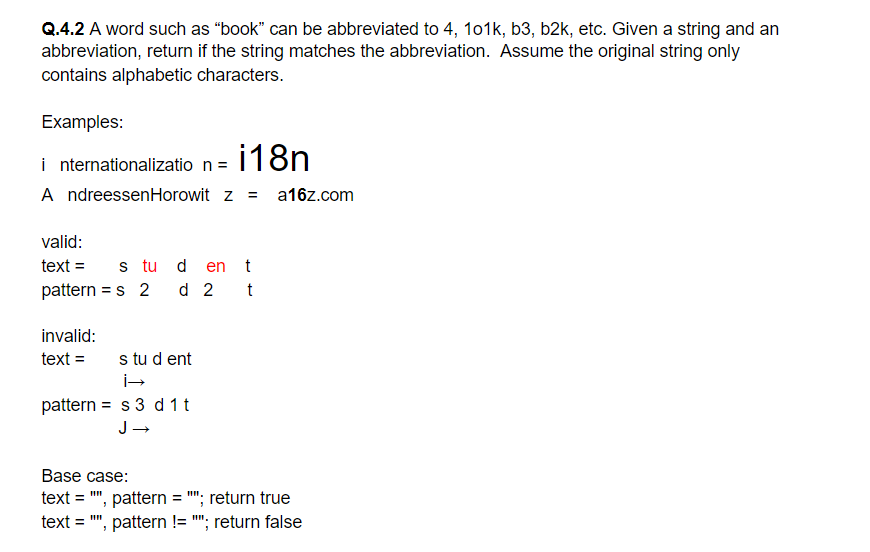 Q.4.2 A word such as “book” can be abbreviated to 4, 1o1k, b3, b2k, etc. Given a string and an
abbreviation, return if the string matches the abbreviation.  Assume the original string only
contains alphabetic characters.
Examples:
i nternationalizatio n = i18n
A ndreessenHorowit z = a16z.com
valid:
text = s tu d en t
pattern = s 2 d 2 t
invalid:
text = s tu d ent
i→
pattern = s 3 d 1 t
J→
Base case:
text = "", pattern = ""; return true
text = "", pattern != ""; return false